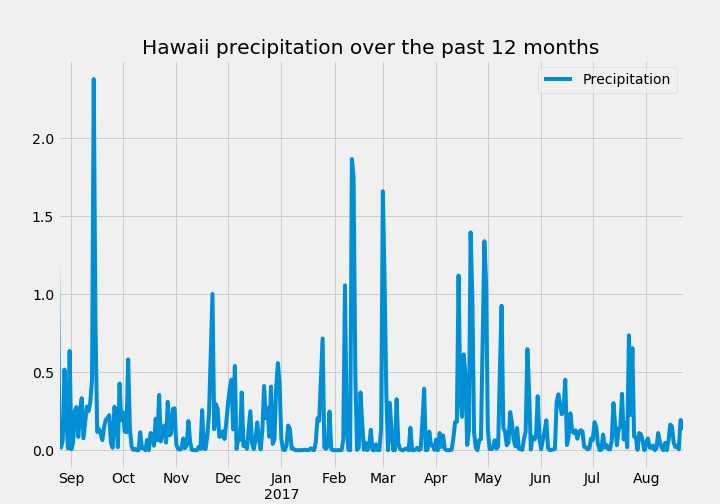 Hawaii precipitation over the past 12 months
Precipitation
2.0
1.5
1.0
0.5
0.0
Sep Oct Nov Dec Jan Feb Mar Apr May Jun Jul Aug
2017